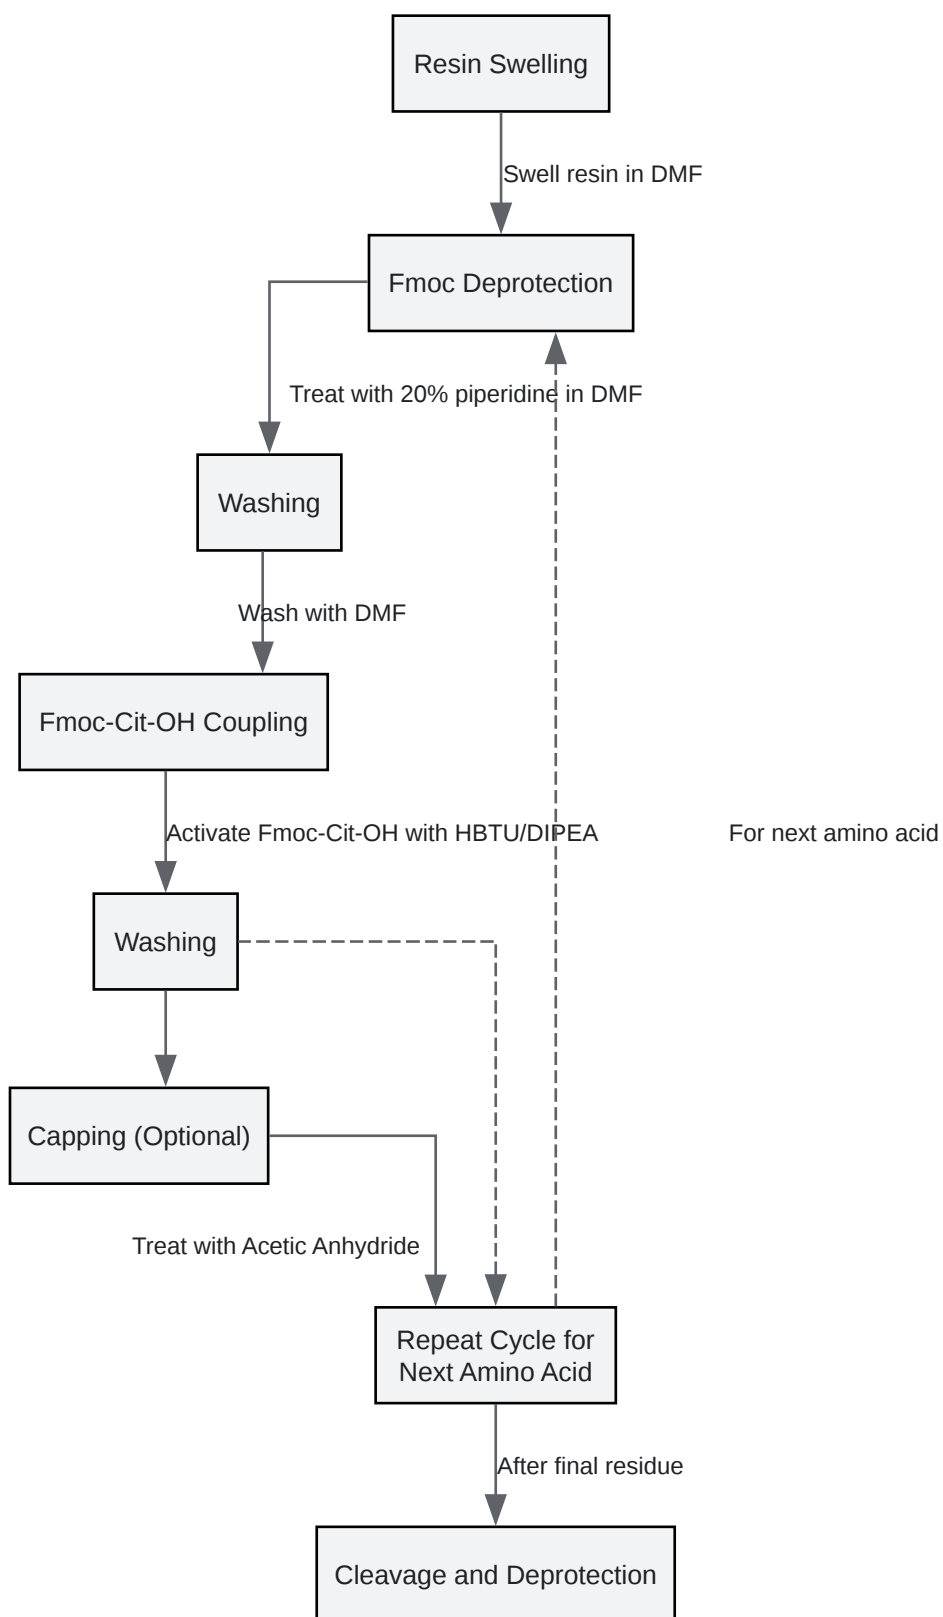 Resin Swelling
Swell resin in DMF
Fmoc Deprotection
Treat with 20% piperidine in DMF
Washing
Wash with DMF
Fmoc-Cit-OH Coupling
Activate Fmoc-Cit-OH with HBTU/DIPEA
For next amino acid
Washing
Capping (Optional)
Treat with Acetic Anhydride
Repeat Cycle for
Next Amino Acid
After final residue
Cleavage and Deprotection